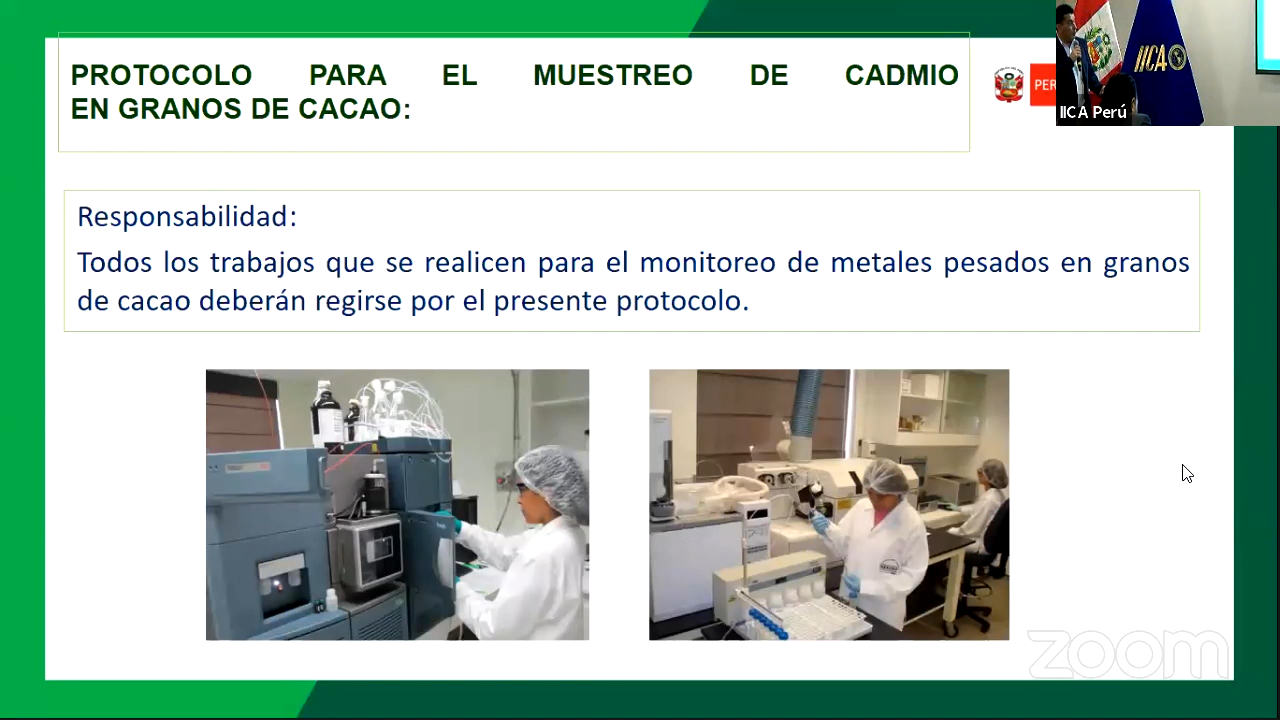 PROTOCOLO PARA EL MUESTREO DE CADMIO
EN GRANOS DE CACAO:
PER
IICA
IICA Perú
Responsabilidad:
Todos los trabajos que se realicen para el monitoreo de metales pesados en granos
de cacao deberán regirse por el presente protocolo.
zoom